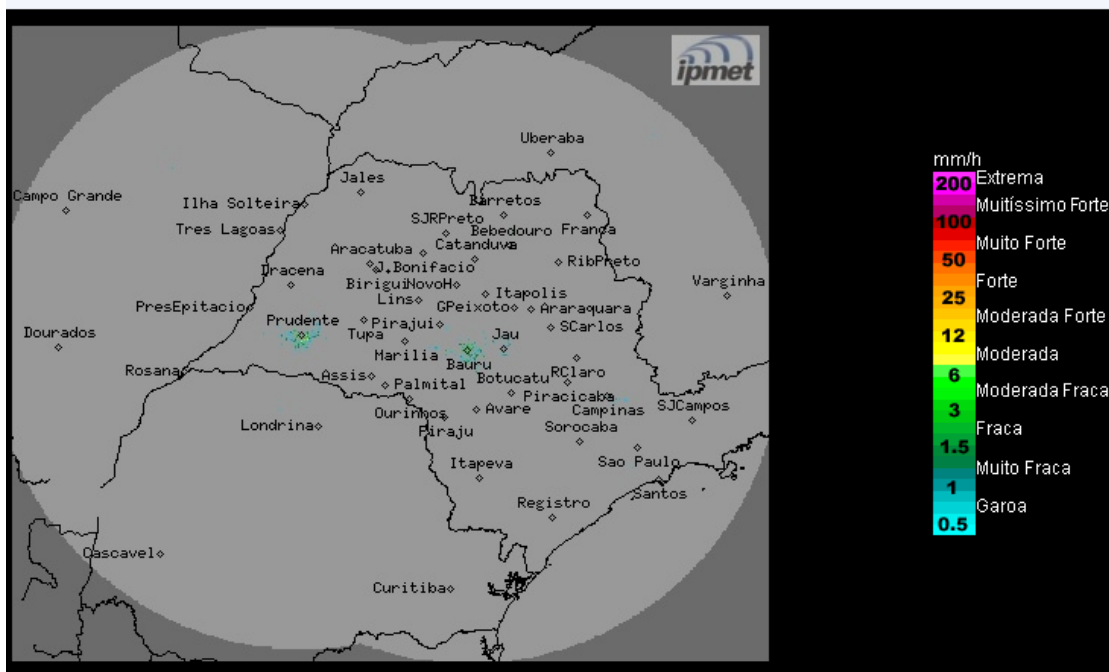 ipmet
Uberaba
Campo Grande
Jales
Ilha Solteira
Barretos
SJRPreto
Tres Lagoas
Bebedouro
Franca
Aracatuba
Catanduva
J.Bonifacio
RibPreto
Dracena
Birigui
NovoH
Itapolis
Varginha
PresEpitacio
Lins
GPeixoto
Araraquara
Prudente
Pirajui
SCarlos
Dourados
Tupa
Jau
Marilia
Bauru
Rosana
Assis
RClaro
Palmital
Botucatu
Piracicaba
Ourinhos
Avare
Campinas
SJCampos
Londrina
Piraju
Sorocaba
Itapeva
Sao Paulo
Santos
Registro
Cascavel
Curitiba
mm/h
200 Extrema
Muitíssimo Forte
100
Muito Forte
50
Forte
25
Moderada Forte
12
Moderada
6
Moderada Fraca
3
Fraca
1.5
Muito Fraca
1
Garoa
0.5